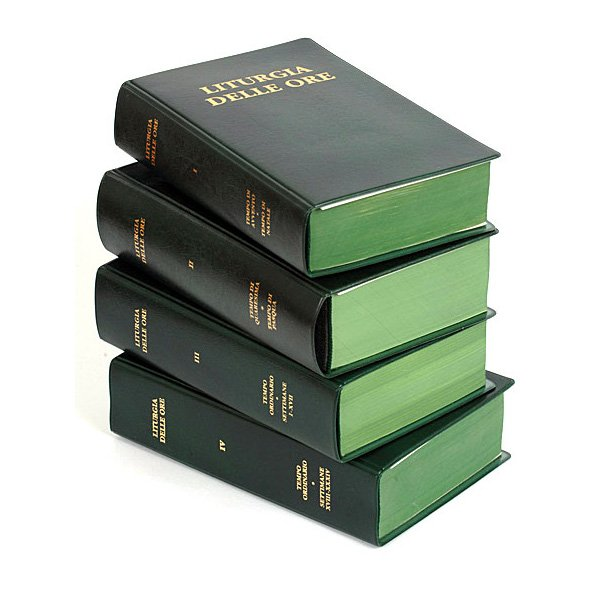 LITURGIA
DELLE ORE
LITURGIA
DELLE ORE
I
TEMPO DI
AVVENTO
•
TEMPO DI
NATALE
LITURGIA
DELLE ORE
II
TEMPO DI
QUARESIMA
•
TEMPO DI
PASQUA
LITURGIA
DELLE ORE
III
TEMPO
ORDINARIO
•
SETTIMANE
I-XVII
LITURGIA
DELLE ORE
IV
TEMPO
ORDINARIO
•
SETTIMANE
XVIII-XXXIV